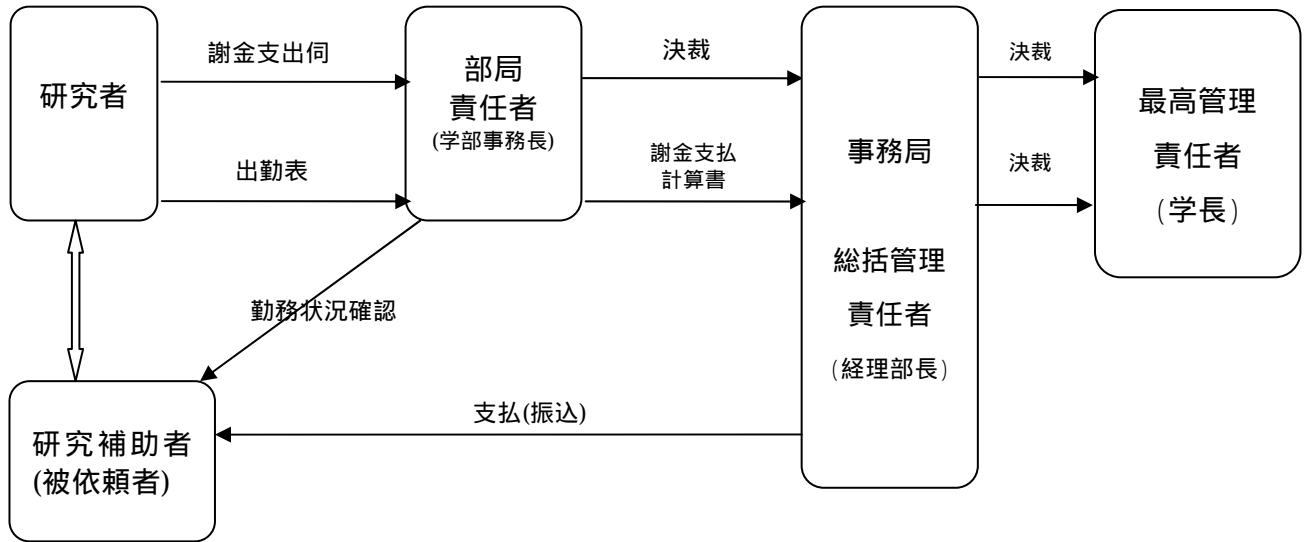 研究者
謝金支出伺
出勤表
部局
責任者
(学部事務長)
決裁
謝金支払
計算書
事務局
総括管理
責任者
(経理部長)
決裁
決裁
最高管理
責任者
(学長)
勤務状況確認
支払(振込)
研究補助者
(被依頼者)